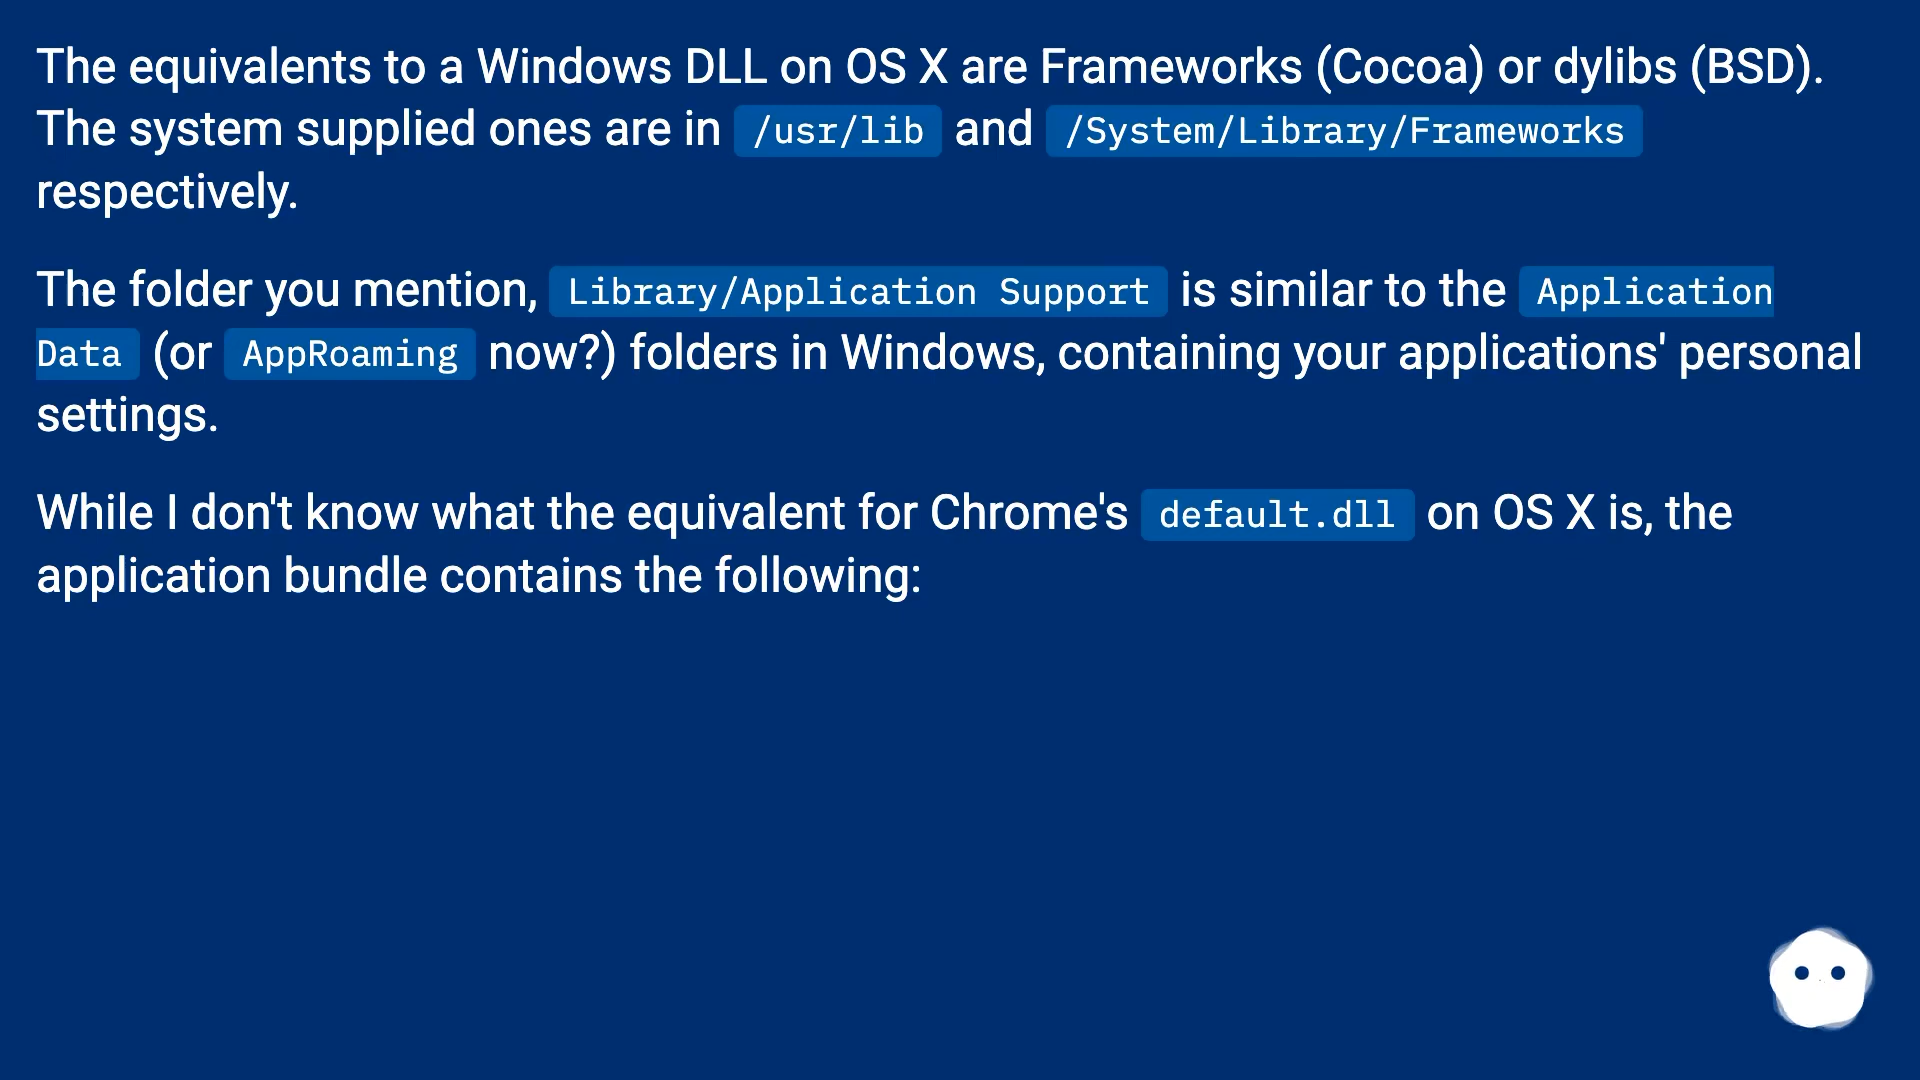 The equivalents to a Windows DLL on OS X are Frameworks (Cocoa) or dylibs (BSD).
The system supplied ones are in /usr/lib and /System/Library/Frameworks
respectively.
The folder you mention, Library/Application Support is similar to the Application
Data (or AppRoaming now?) folders in Windows, containing your applications' personal
settings.
While I don't know what the equivalent for Chrome's default.dll on OS X is, the
application bundle contains the following: